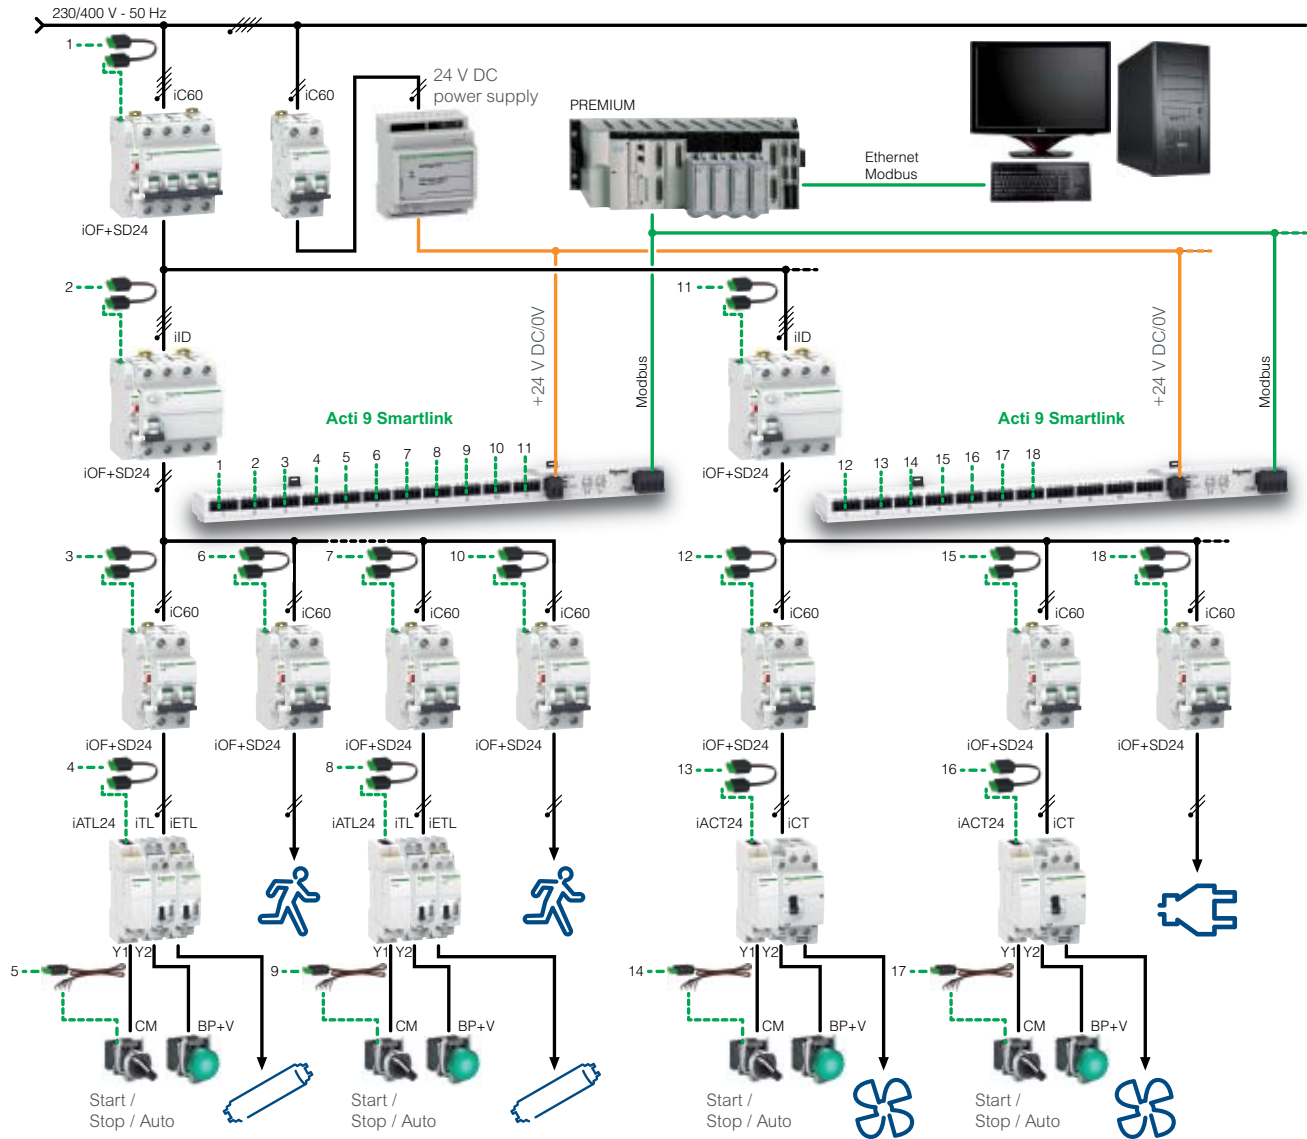 230/400 V - 50 Hz
1
iC60
iC60
24 V DC
power supply
PREMIUM
Ethernet
Modbus
iOF+SD24
2
11
iID
iID
+24 V DC/0V
Modbus
+24 V DC/0V
Modbus
Acti 9 Smartlink
Acti 9 Smartlink
iOF+SD24
iOF+SD24
1 2 3 4 5 6 7 8 9 10 11
12 13 14 15 16 17 18
3
6
7
10
12
15
18
iC60
iC60
iC60
iC60
iC60
iC60
iC60
iOF+SD24
iOF+SD24
iOF+SD24
iOF+SD24
iOF+SD24
iOF+SD24
iOF+SD24
4
8
13
16
iATL24 iTL iETL
iATL24 iTL iETL
iACT24 iCT
iACT24 iCT
Y1 Y2
Y1 Y2
Y1 Y2
Y1 Y2
5
9
14
17
CM
BP+V
CM
BP+V
CM
BP+V
CM
BP+V
Start /
Stop / Auto
Start /
Stop / Auto
Start /
Stop / Auto
Start /
Stop / Auto